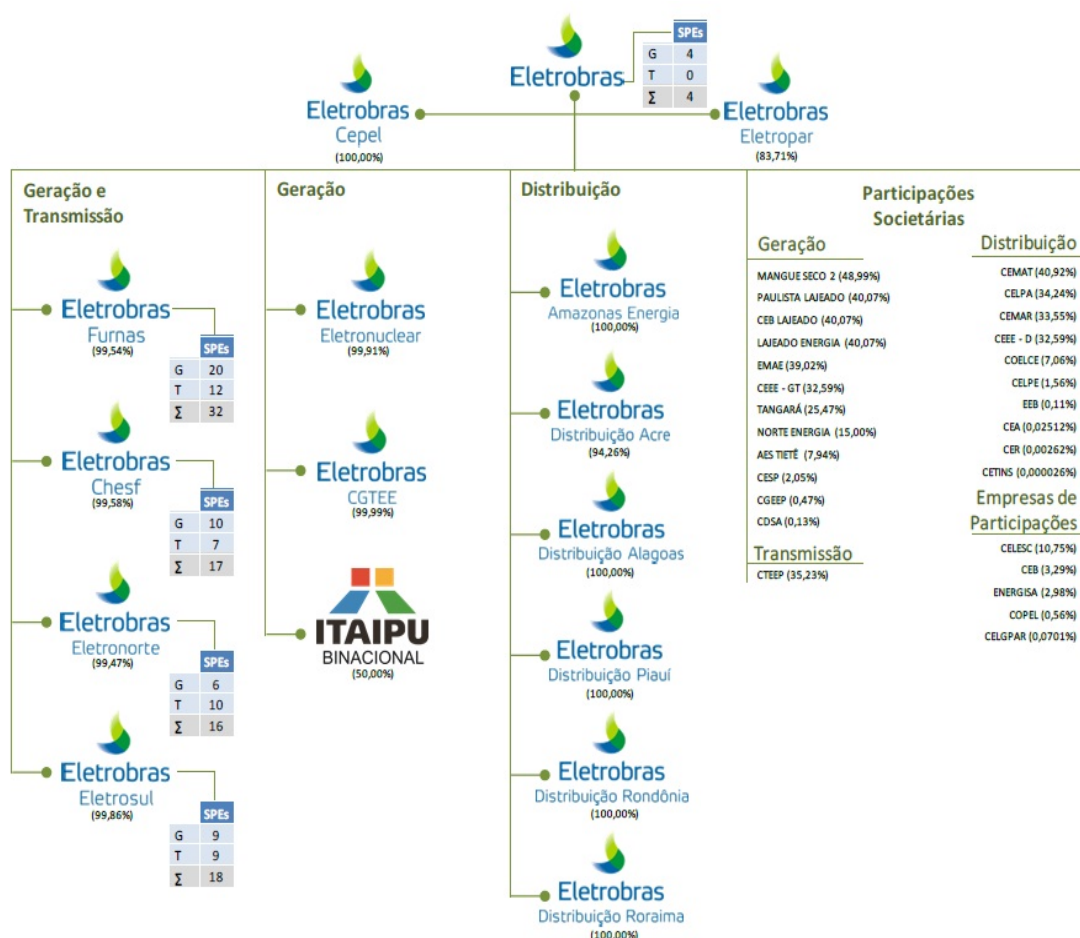 Eletrobras
SPEs
G 4
T 0
Σ 4
Eletrobras
Cepel
(100,00%)
Eletrobras
Eletropar
(83,71%)
Geração e
Transmissão
Eletrobras
Furnas
(99,54%)
SPEs
G 20
T 12
Σ 32
Eletrobras
Chesf
(99,58%)
SPEs
G 10
T 7
Σ 17
Eletrobras
Eletronorte
(99,47%)
SPEs
G 6
T 10
Σ 16
Eletrobras
Eletrosul
(99,86%)
SPEs
G 9
T 9
Σ 18
Geração
Eletrobras
Eletronuclear
(99,91%)
Eletrobras
CGTEE
(99,99%)
ITAIPU
BINACIONAL
(50,00%)
Distribuição
Eletrobras
Amazonas Energia
(100,00%)
Eletrobras
Distribuição Acre
(94,26%)
Eletrobras
Distribuição Alagoas
(100,00%)
Eletrobras
Distribuição Piauí
(100,00%)
Eletrobras
Distribuição Rondônia
(100,00%)
Eletrobras
Distribuição Roraima
(100,00%)
Participações
Societárias
Geração
MANGUE SECO 2 (48,99%)
PAULISTA LAJEADO (40,07%)
CEB LAJEADO (40,07%)
LAJEADO ENERGIA (40,07%)
EMAE (39,02%)
CEEE - GT (32,59%)
TANGARÁ (25,47%)
NORTE ENERGIA (15,00%)
AES TIETÊ (7,94%)
CESP (2,05%)
CGEEP (0,47%)
CDSA (0,13%)
Transmissão
CTEEP (35,23%)
Distribuição
CEMAT (40,92%)
CELPA (34,24%)
CEMAR (33,55%)
CEEE - D (32,59%)
COELCE (7,06%)
CELPE (1,56%)
EEB (0,11%)
CEA (0,02512%)
CER (0,00262%)
CETINS (0,000026%)
Empresas de
Participações
CELESC (10,75%)
CEB (3,29%)
ENERGISA (2,98%)
COPEL (0,56%)
CELGPAR (0,0701%)